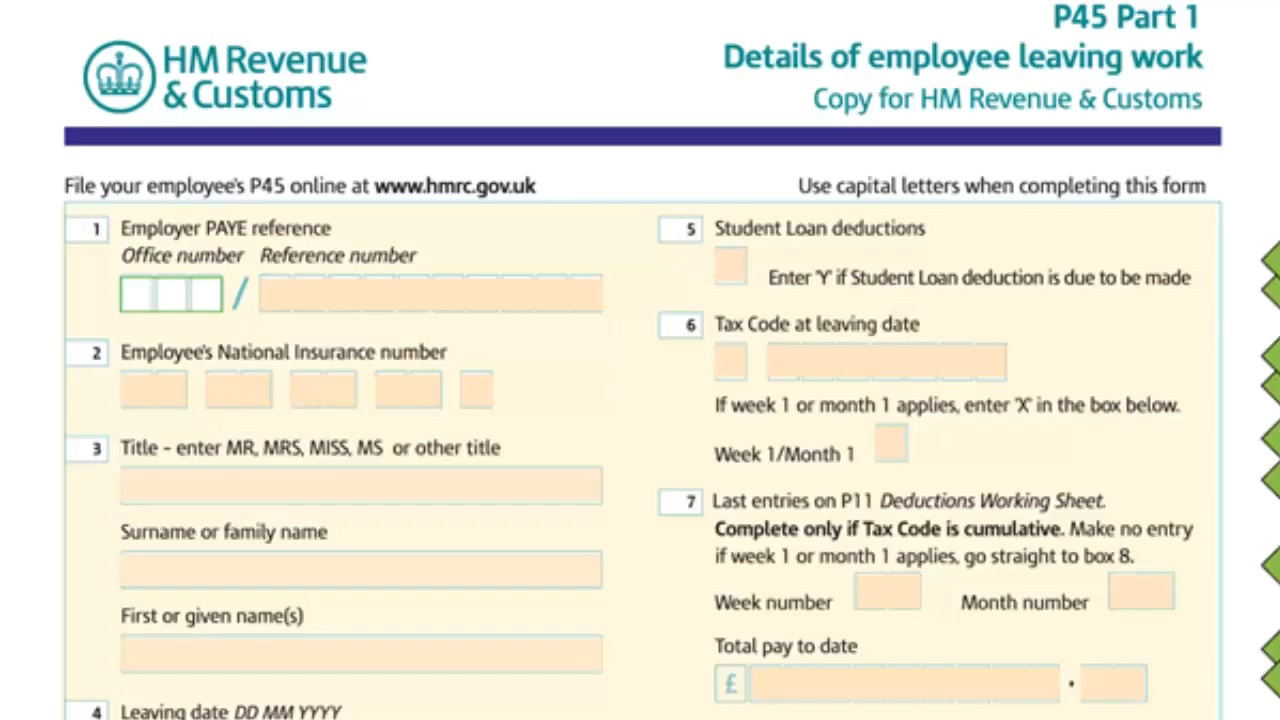 P45 Part 1
Details of employee leaving work
Copy for HM Revenue & Customs
HM Revenue
& Customs
File your employee's P45 online at www.hmrc.gov.uk
Use capital letters when completing this form
1 Employer PAYE reference
Office number Reference number
/
2 Employee's National Insurance number
3 Title – enter MR, MRS, MISS, MS or other title
Surname or family name
First or given name(s)
4 Leaving date DD MM YYYY
5 Student Loan deductions
Enter 'Y' if Student Loan deduction is due to be made
6 Tax Code at leaving date
If week 1 or month 1 applies, enter 'X' in the box below.
Week 1/Month 1
7 Last entries on P11 Deductions Working Sheet.
Complete only if Tax Code is cumulative. Make no entry
if week 1 or month 1 applies, go straight to box 8.
Week number Month number
Total pay to date
£ .